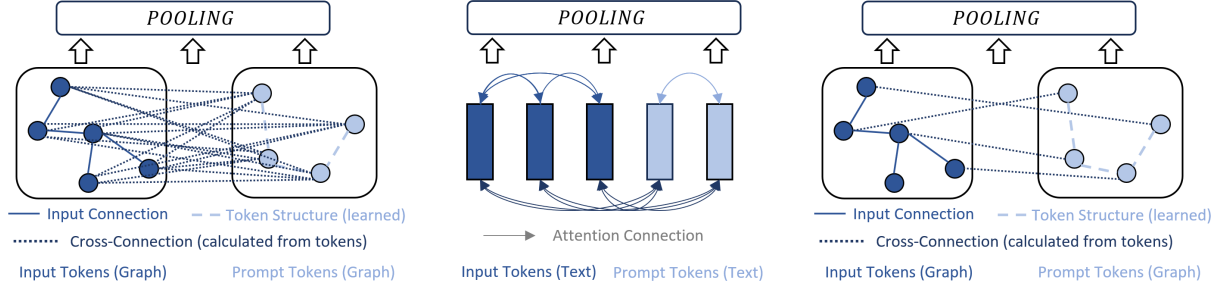 POOLING
Input Connection
Token Structure (learned)
Cross-Connection (calculated from tokens)
Input Tokens (Graph)
Prompt Tokens (Graph)
POOLING
Attention Connection
Input Tokens (Text)
Prompt Tokens (Text)
POOLING
Input Connection
Token Structure (learned)
Cross-Connection (calculated from tokens)
Input Tokens (Graph)
Prompt Tokens (Graph)